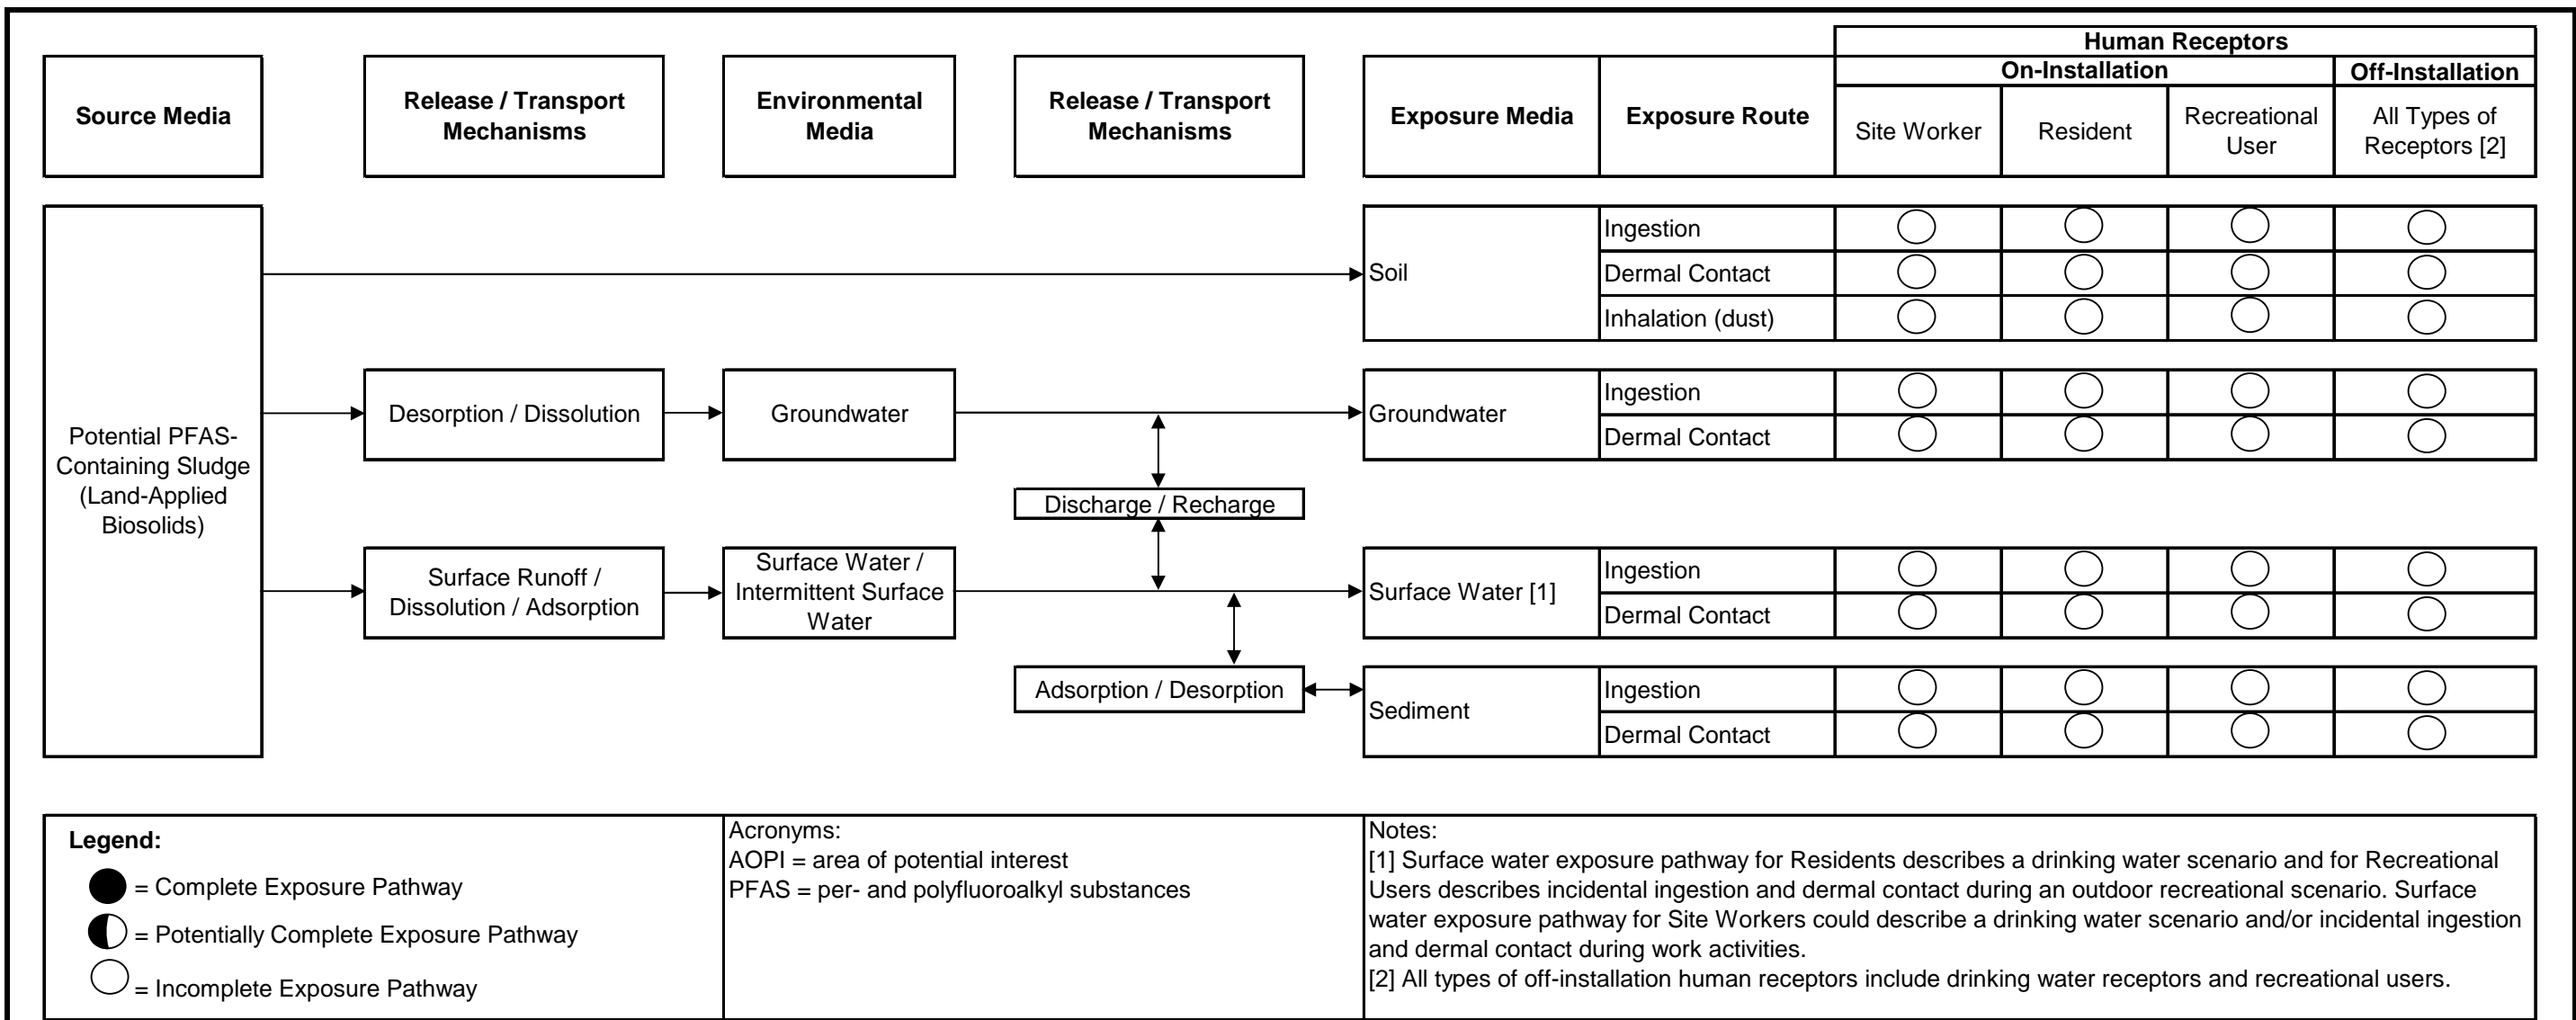 Human Receptors
On-Installation
Off-Installation
Source Media
Release / Transport
Mechanisms
Environmental
Media
Release / Transport
Mechanisms
Exposure Media
Exposure Route
Site Worker
Resident
Recreational
User
All Types of
Receptors [2]
Potential PFAS-
Containing Sludge
(Land-Applied
Biosolids)
Soil
Ingestion
Dermal Contact
Inhalation (dust)
Desorption / Dissolution
Groundwater
Groundwater
Ingestion
Dermal Contact
Discharge / Recharge
Surface Runoff /
Dissolution / Adsorption
Surface Water /
Intermittent Surface
Water
Surface Water [1]
Ingestion
Dermal Contact
Adsorption / Desorption
Sediment
Ingestion
Dermal Contact
Legend:
= Complete Exposure Pathway
= Potentially Complete Exposure Pathway
= Incomplete Exposure Pathway
Acronyms:
AOPI = area of potential interest
PFAS = per- and polyfluoroalkyl substances
Notes:
[1] Surface water exposure pathway for Residents describes a drinking water scenario and for Recreational
Users describes incidental ingestion and dermal contact during an outdoor recreational scenario. Surface
water exposure pathway for Site Workers could describe a drinking water scenario and/or incidental ingestion
and dermal contact during work activities.
[2] All types of off-installation human receptors include drinking water receptors and recreational users.